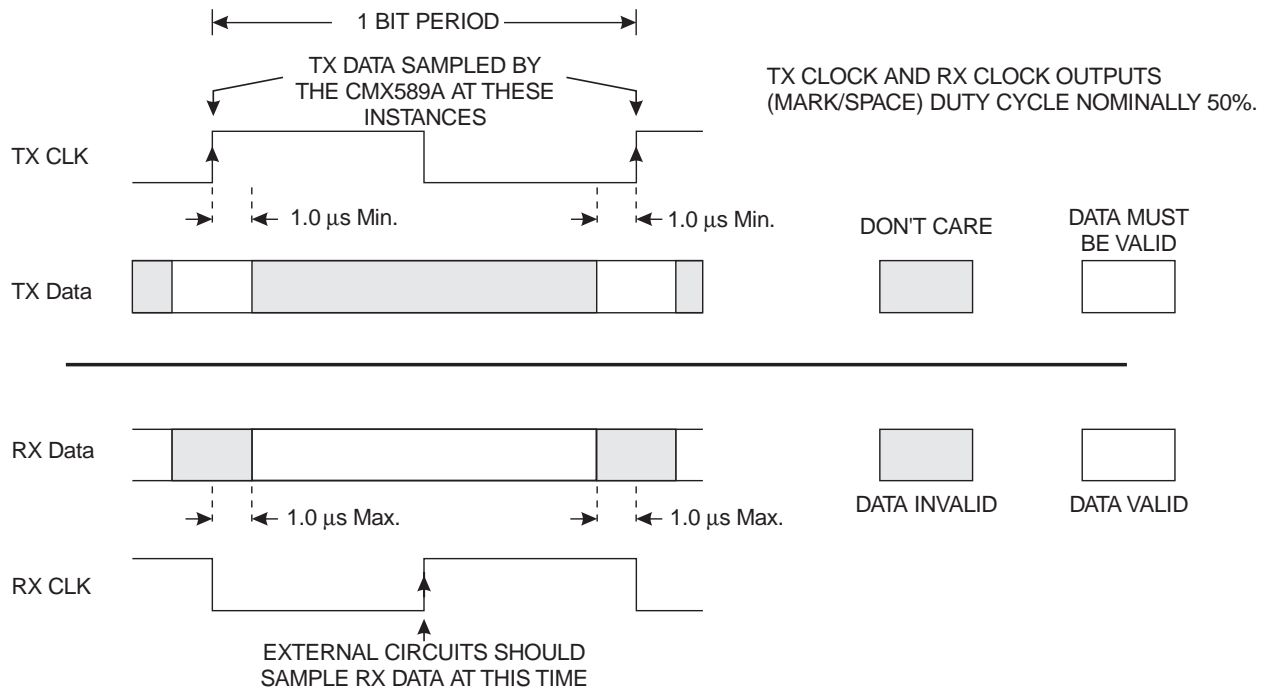 1 BIT PERIOD
TX DATA SAMPLED BY
THE CMX589A AT THESE
INSTANCES
TX CLOCK AND RX CLOCK OUTPUTS
(MARK/SPACE) DUTY CYCLE NOMINALLY 50%.
TX CLK
1.0 μs Min.
1.0 μs Min.
DON'T CARE
DATA MUST
BE VALID
TX Data
RX Data
1.0 μs Max.
1.0 μs Max.
DATA INVALID
DATA VALID
RX CLK
EXTERNAL CIRCUITS SHOULD
SAMPLE RX DATA AT THIS TIME